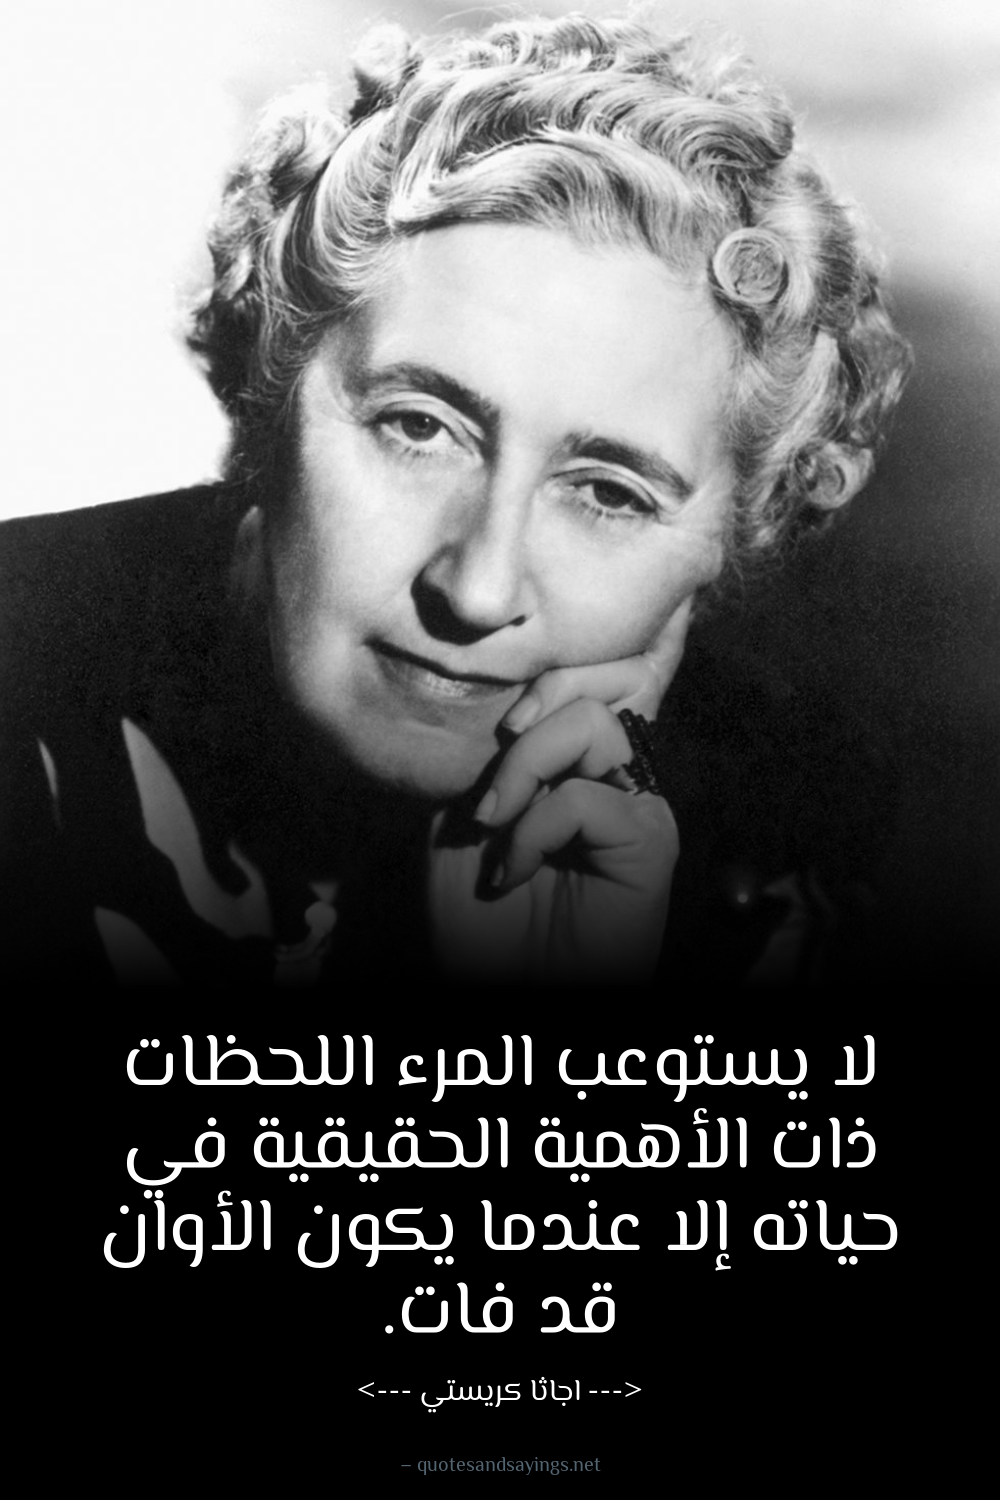 لا يستوعب المرء اللحظات
ذات الأهمية الحقيقية في
حياته إلا عندما يكون الأوان
قد فات.
<--- اجاثا كريستي --->
– quotesandsayings.net